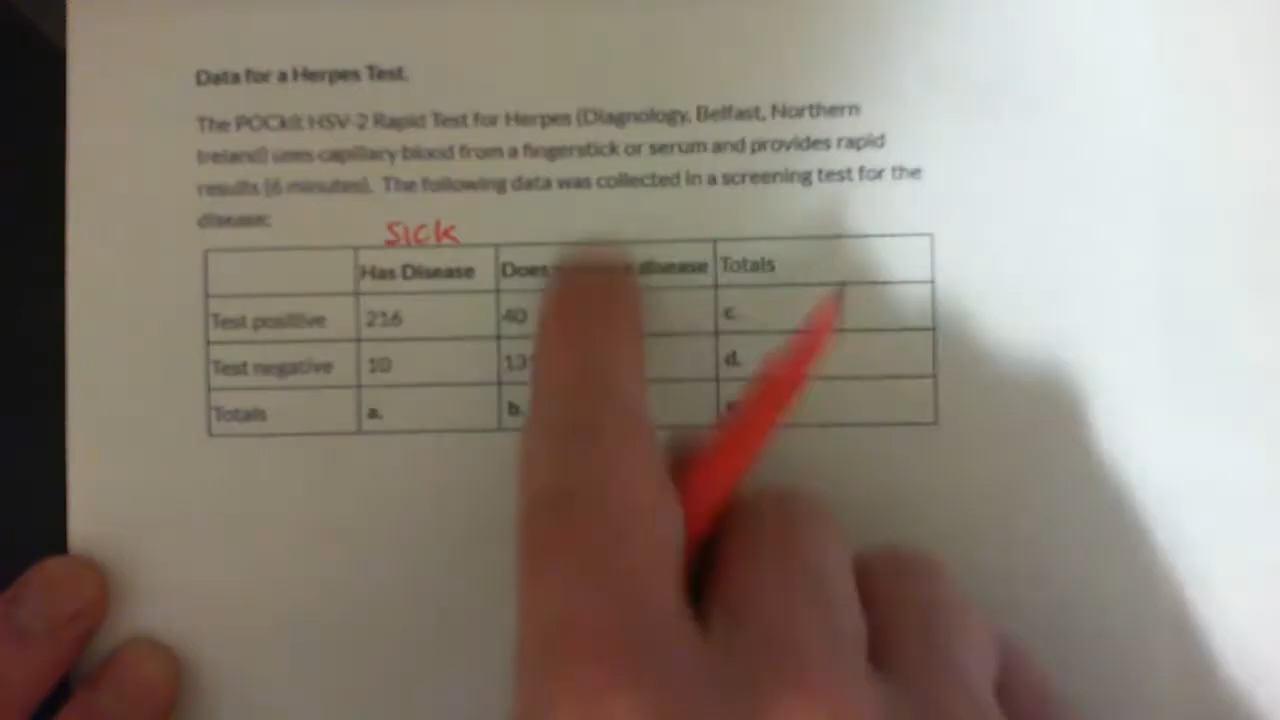 Data for a Herpes Test.
The POCkit HSV-2 Rapid Test for Herpes (Diagnology, Belfast, Northern
Ireland) uses capillary blood from a fingerstick or serum and provides rapid
results (6 minutes). The following data was collected in a screening test for the
disease:
sick
Has Disease Does disease Totals
Test positive 216 40 c.
Test negative 10 d.
Totals a. b.